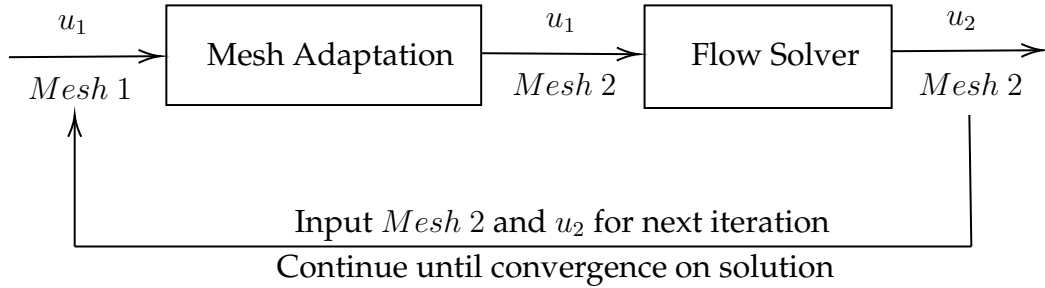 u₁ u₁ u₂
Mesh Adaptation Flow Solver
Mesh 1 Mesh 2 Mesh 2
Input Mesh 2 and u₂ for next iteration
Continue until convergence on solution